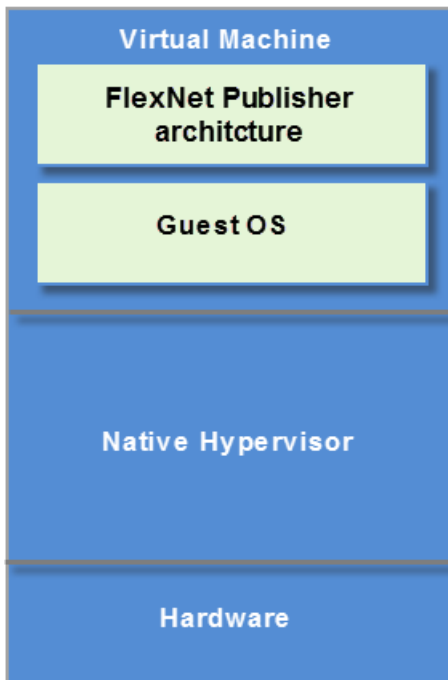 Virtual Machine
FlexNet Publisher
architcture
Guest OS
Native Hypervisor
Hardware